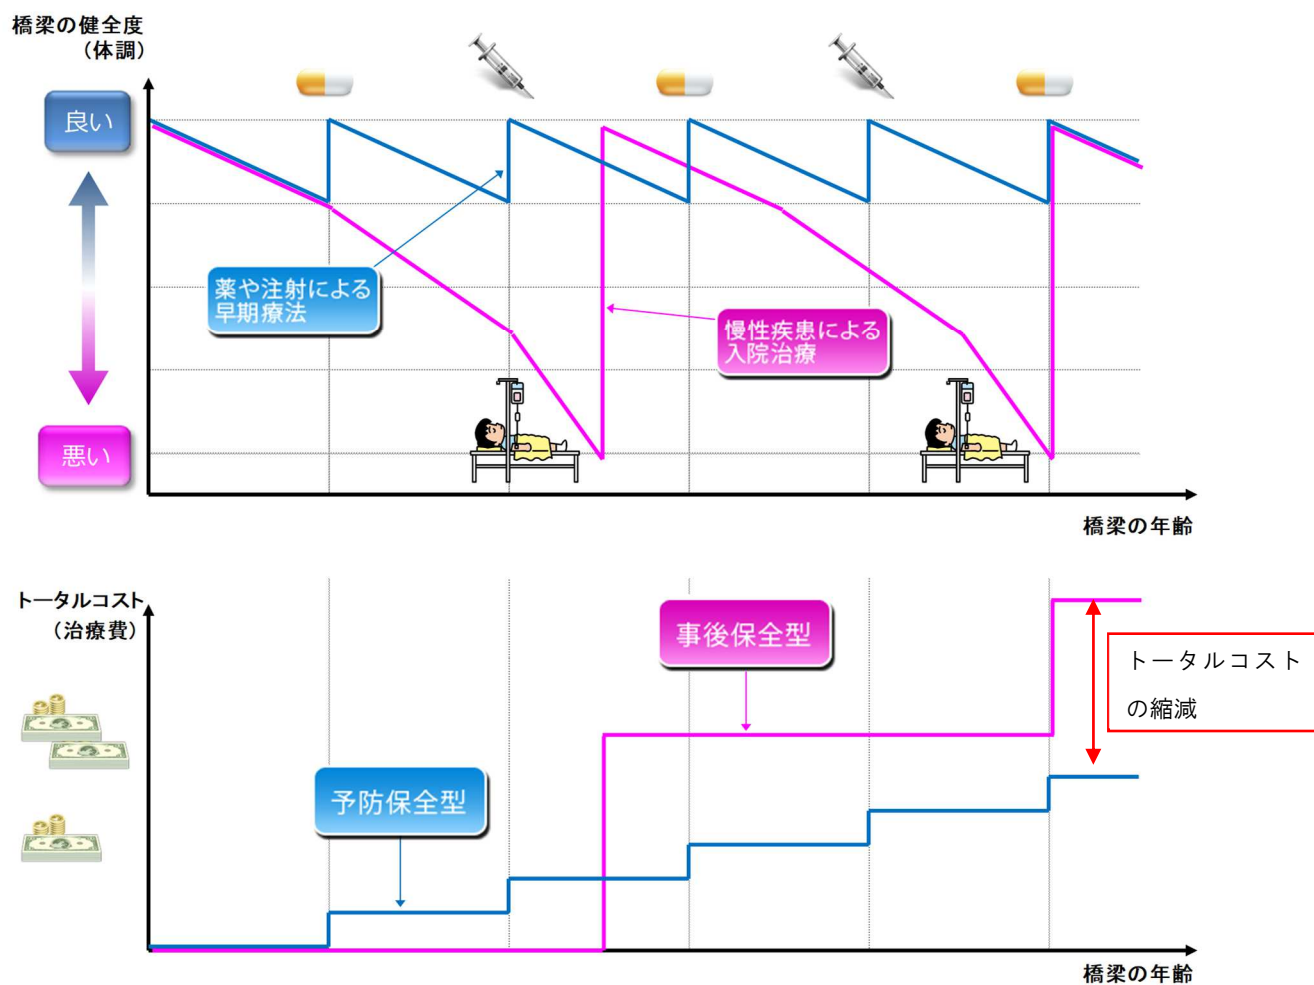 橋梁の健全度
（体調）
良い
薬や注射による
早期療法
慢性疾患による
入院治療
悪い
橋梁の年齢
トータルコスト
（治療費）
事後保全型
トータルコスト
の縮減
予防保全型
橋梁の年齢